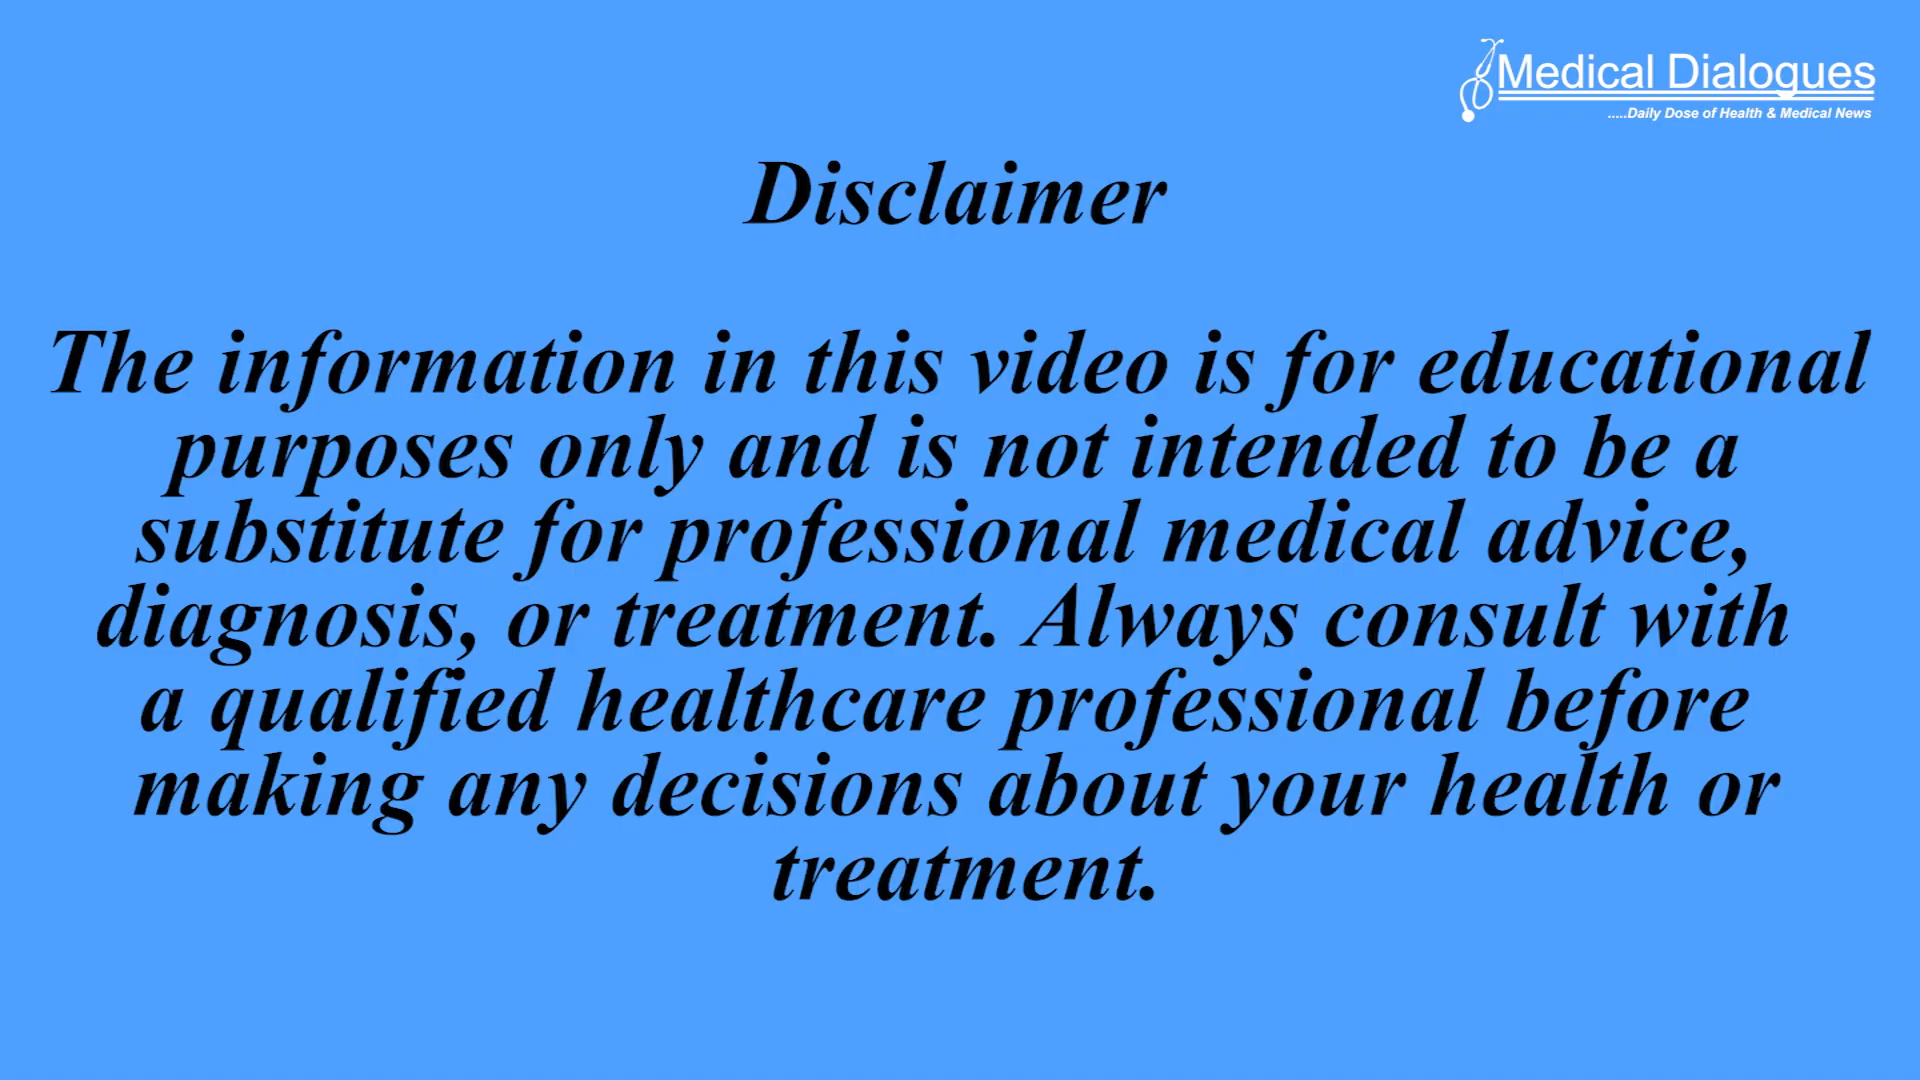 Medical Dialogues
.....Daily Dose of Health & Medical News
Disclaimer
The information in this video is for educational
purposes only and is not intended to be a
substitute for professional medical advice,
diagnosis, or treatment. Always consult with
a qualified healthcare professional before
making any decisions about your health or
treatment.